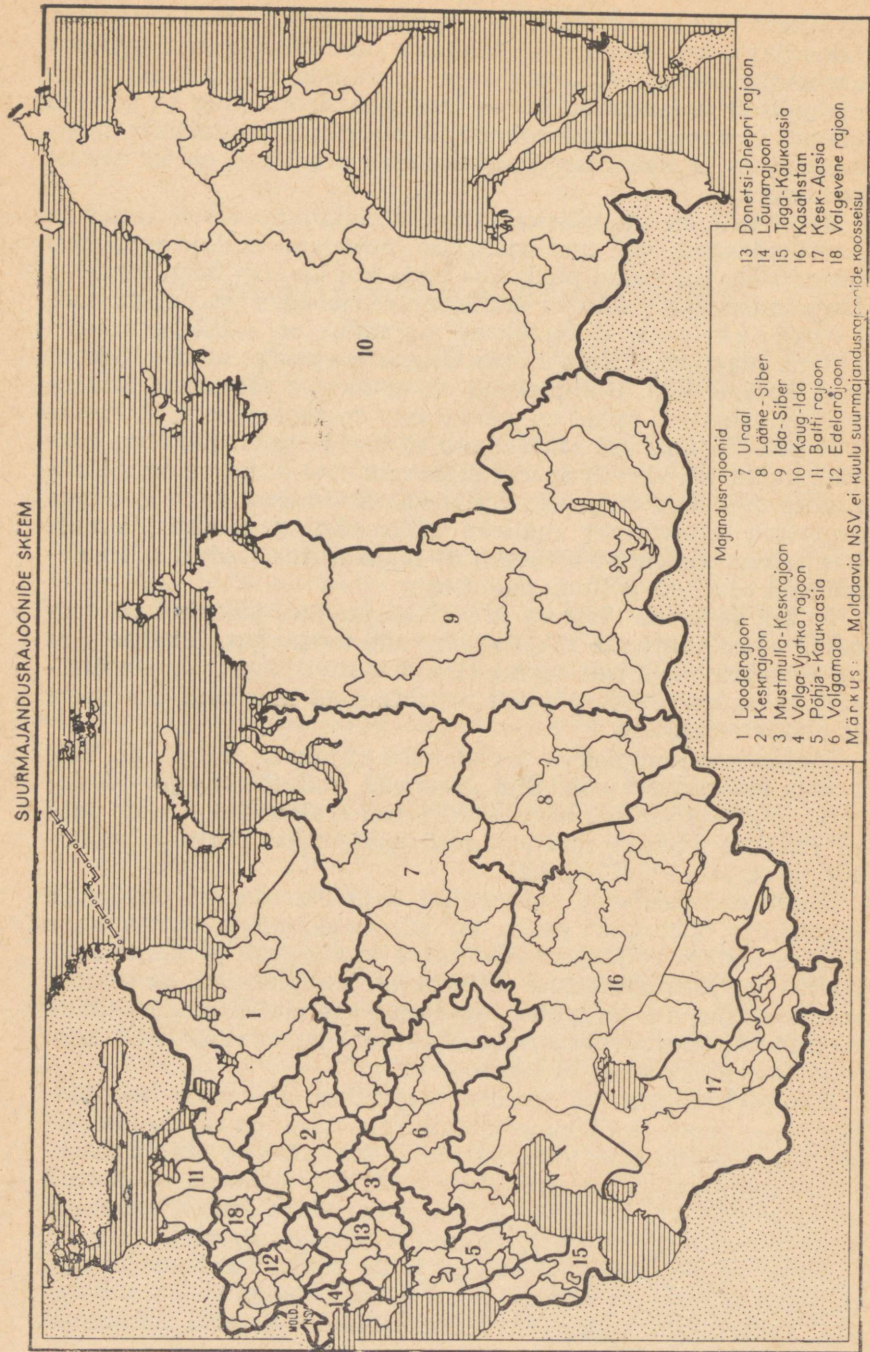 SUURMAJANDUSRAJOONIDE SKEEM
10
9
8
7
1
4
16
2
6
17
11
18
3
13
12
5
14
15
MOLD.
NSV
Majandusrajoonid
1 Looderajoon
2 Keskrajoon
3 Mustmulla-Keskrajoon
4 Volga-Vjatka rajoon
5 Põhja-Kaukaasia
6 Volgamaa
7 Uraal
8 Lääne-Siber
9 Ida-Siber
10 Kaug-Ida
11 Balti rajoon
12 Edelarajoon
13 Donetsi-Dnepri rajoon
14 Lõunarajoon
15 Taga-Kaukaasia
16 Kasahstan
17 Kesk-Aasia
18 Valgevene rajoon
Märkus: Moldaavia NSV ei kuulu suurmajandusrajoonide koosseisu